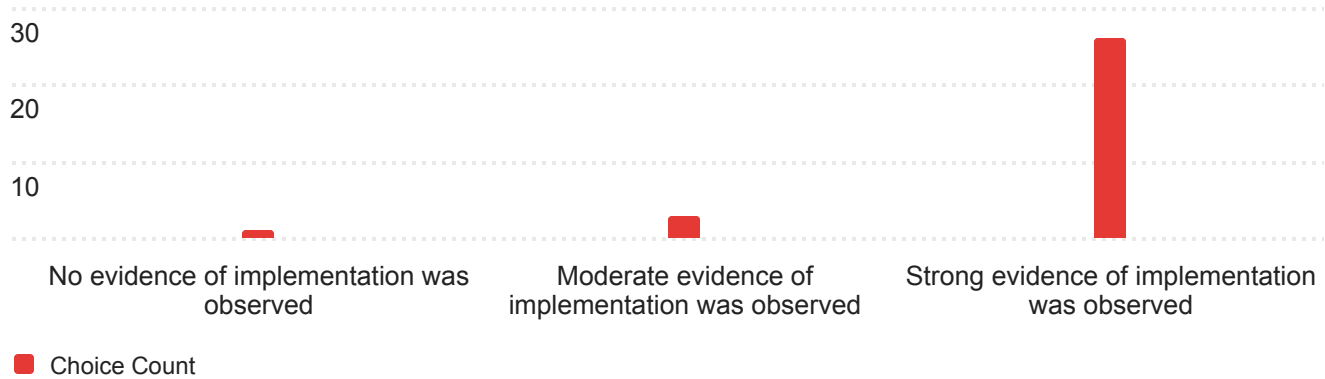 30
20
10
No evidence of implementation was
observed
Moderate evidence of
implementation was observed
Strong evidence of implementation
was observed
Choice Count